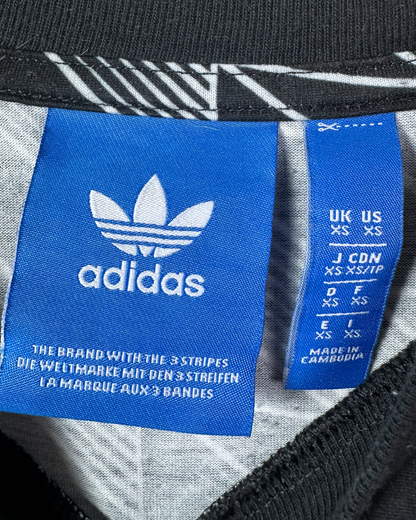 adidas
THE BRAND WITH THE 3 STRIPES
DIE WELTMARKE MIT DEN 3 STREIFEN
LA MARQUE AUX 3 BANDES
UK US
XS XS
J CDN
XS XS/TP
D F
XS XS
E I
XS XS
MADE IN
CAMBODIA